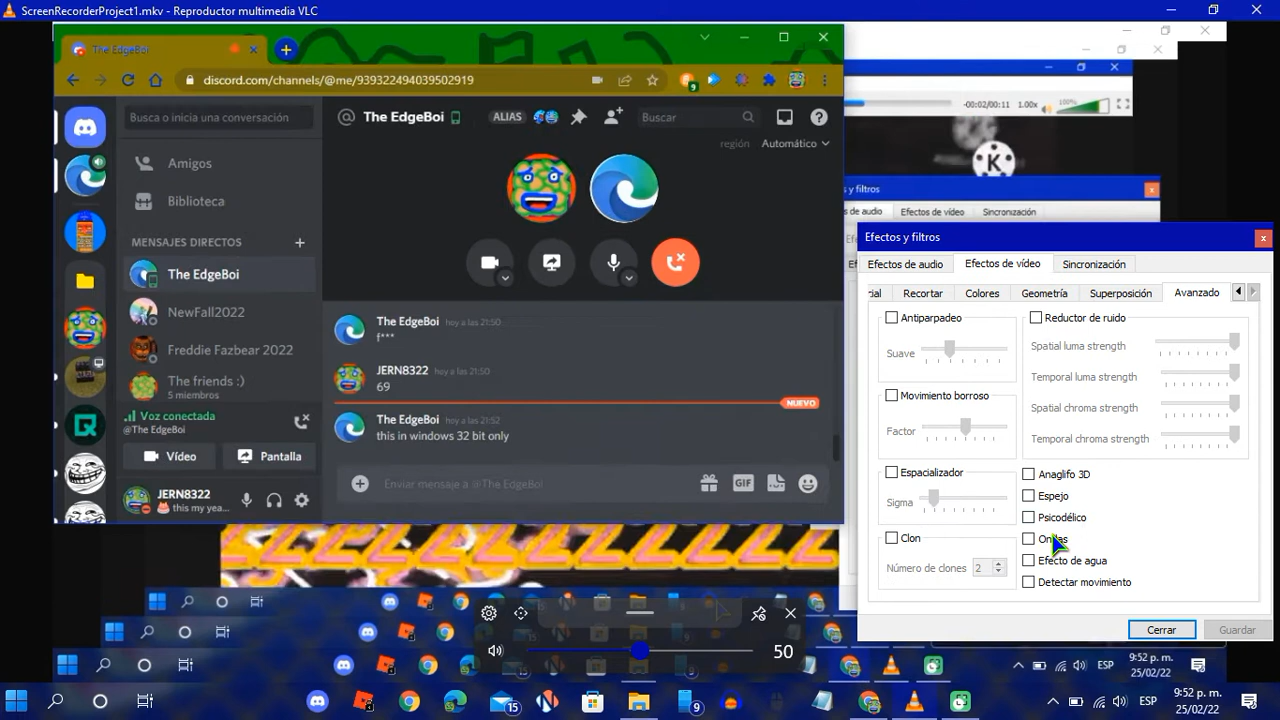 ScreenRecorderProject1.mkv - Reproductor multimedia VLC
The EdgeBoi
discord.com/channels/@me/939322494039502919
9
Busca o inicia una conversación
Amigos
Biblioteca
MENSAJES DIRECTOS
The EdgeBoi
NewFall2022
Freddie Fazbear 2022
The friends :)
5 miembros
Voz conectada
@The EdgeBoi
Vídeo
Pantalla
JERN8322
this my yea...
The EdgeBoi
ALIAS
Buscar
región
Automático
The EdgeBoi hoy a las 21:50
f***
JERN8322 hoy a las 21:50
69
NUEVO
The EdgeBoi hoy a las 21:52
this in windows 32 bit only
Enviar mensaje a @The EdgeBoi
GIF
-00:02/00:11 1.00x
100%
K
y filtros
s de audio Efectos de vídeo Sincronización
Efectos y filtros
Efectos de audio Efectos de vídeo Sincronización
cial Recortar Colores Geometría Superposición Avanzado
Antiparpadeo
Suave
Movimiento borroso
Factor
Espacializador
Sigma
Clon
Número de clones 2
Reductor de ruido
Spatial luma strength
Temporal luma strength
Spatial chroma strength
Temporal chroma strength
Anaglifo 3D
Espejo
Psicodélico
Ondas
Efecto de agua
Detectar movimiento
Cerrar
Guardar
50
ESP
9:52 p. m.
25/02/22
15
9
ESP
9:52 p. m.
25/02/22